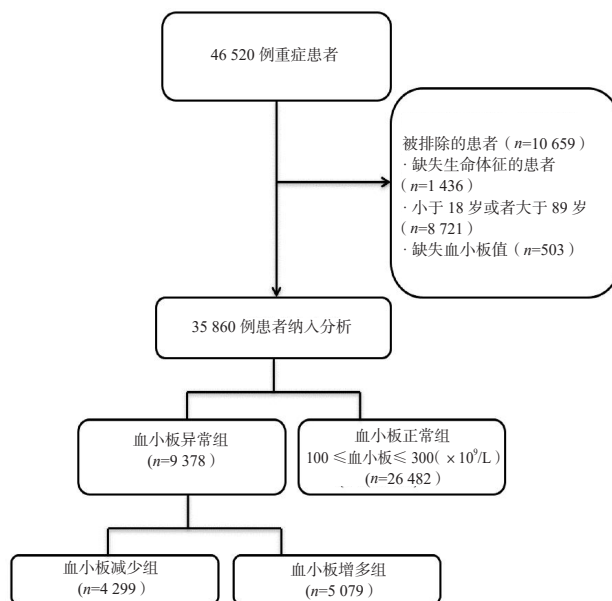 46 520 例重症患者
被排除的患者（n=10 659）
· 缺失生命体征的患者
（n=1 436）
· 小于 18 岁或者大于 89 岁
（n=8 721）
· 缺失血小板值（n=503）
35 860 例患者纳入分析
血小板异常组
(n=9 378)
血小板正常组
100 ≤血小板≤ 300( ×10⁹/L)
(n=26 482)
血小板减少组
(n=4 299)
血小板增多组
(n=5 079)